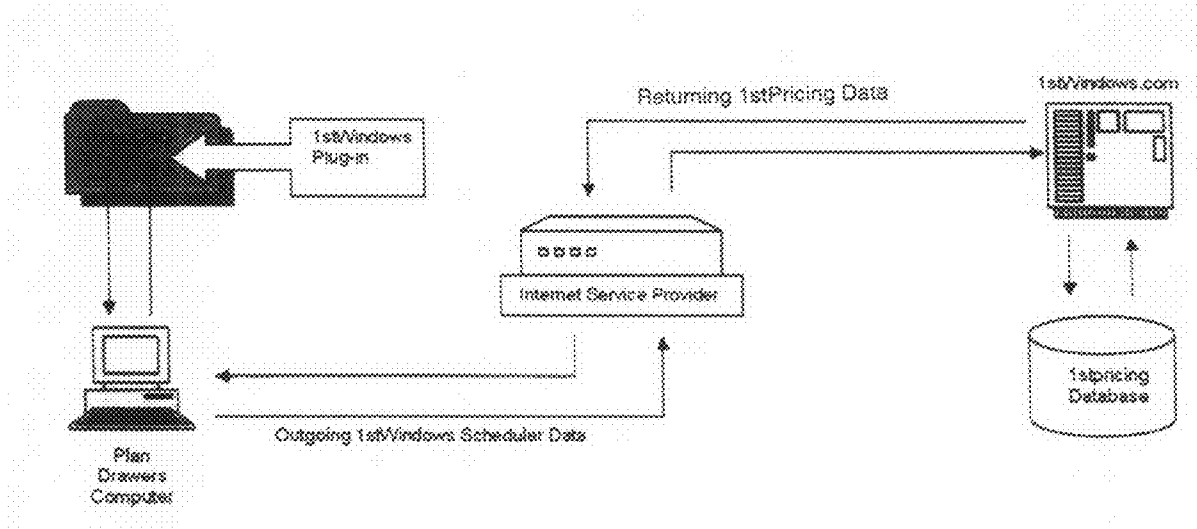 1stWindows.com
Returning 1stPricing Data
1stWindows
Plug-in
Internet Service Provider
1stpricing
Database
Outgoing 1stWindows Scheduler Data
Plan
Drawers
Computer